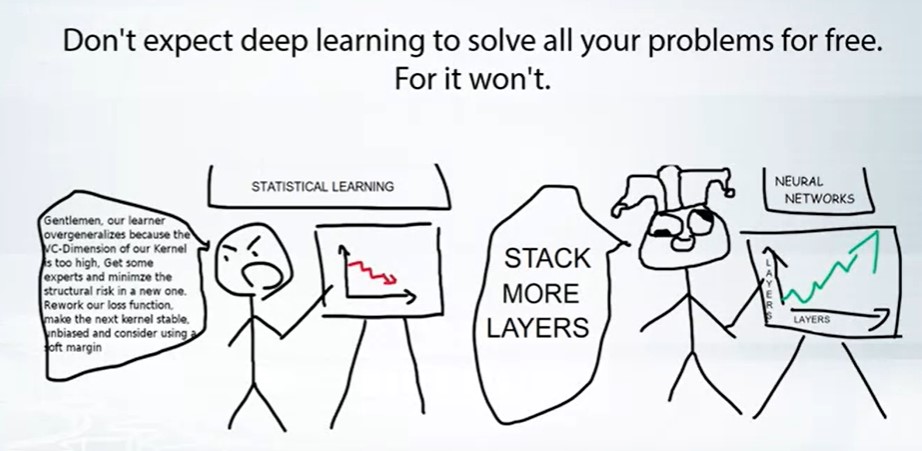 Don't expect deep learning to solve all your problems for free.
For it won't.
STATISTICAL LEARNING
Gentlemen, our learner
overgeneralizes because the
VC-Dimension of our Kernel
is too high, Get some
experts and minimze the
structural risk in a new one.
Rework our loss function,
make the next kernel stable,
unbiased and consider using a
soft margin
NEURAL
NETWORKS
STACK
MORE
LAYERS
LAYERS
LAYERS